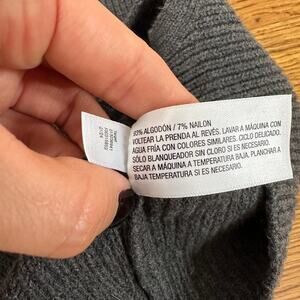 93% ALGODÓN / 7% NAILON
VOLTEAR LA PRENDA AL REVÉS. LAVAR A MÁQUINA CON
AGUA FRÍA CON COLORES SIMILARES. CICLO DELICADO.
SÓLO BLANQUEADOR SIN CLORO SI ES NECESARIO.
SECAR A MÁQUINA A TEMPERATURA BAJA. PLANCHAR A
BAJA TEMPERATURA SI ES NECESARIO.